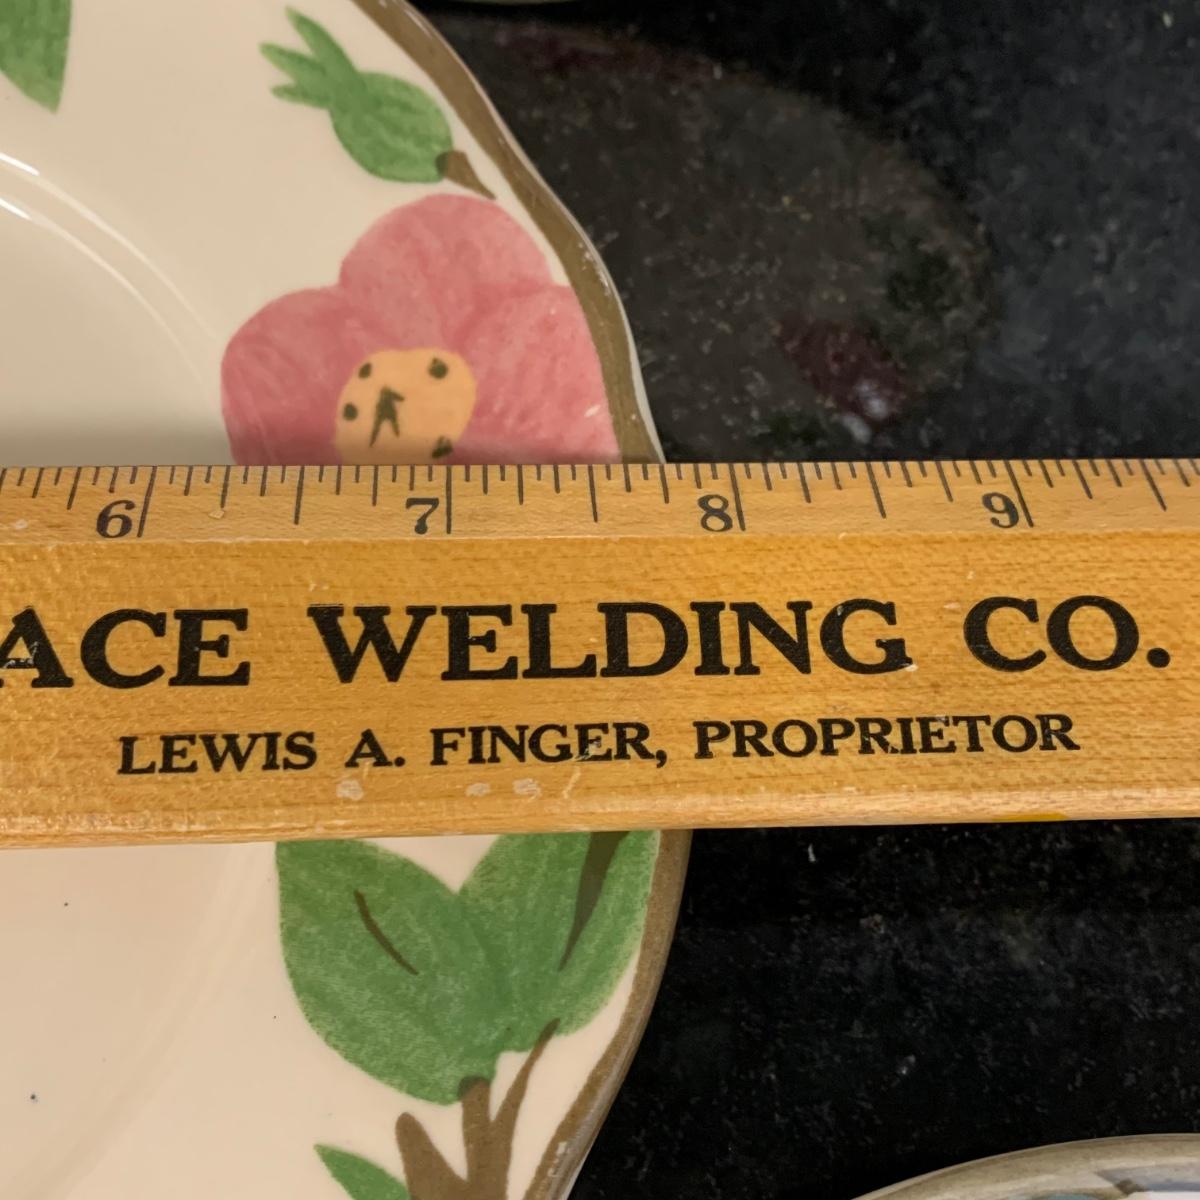 6 7 8 9
ACE WELDING CO.
LEWIS A. FINGER, PROPRIETOR